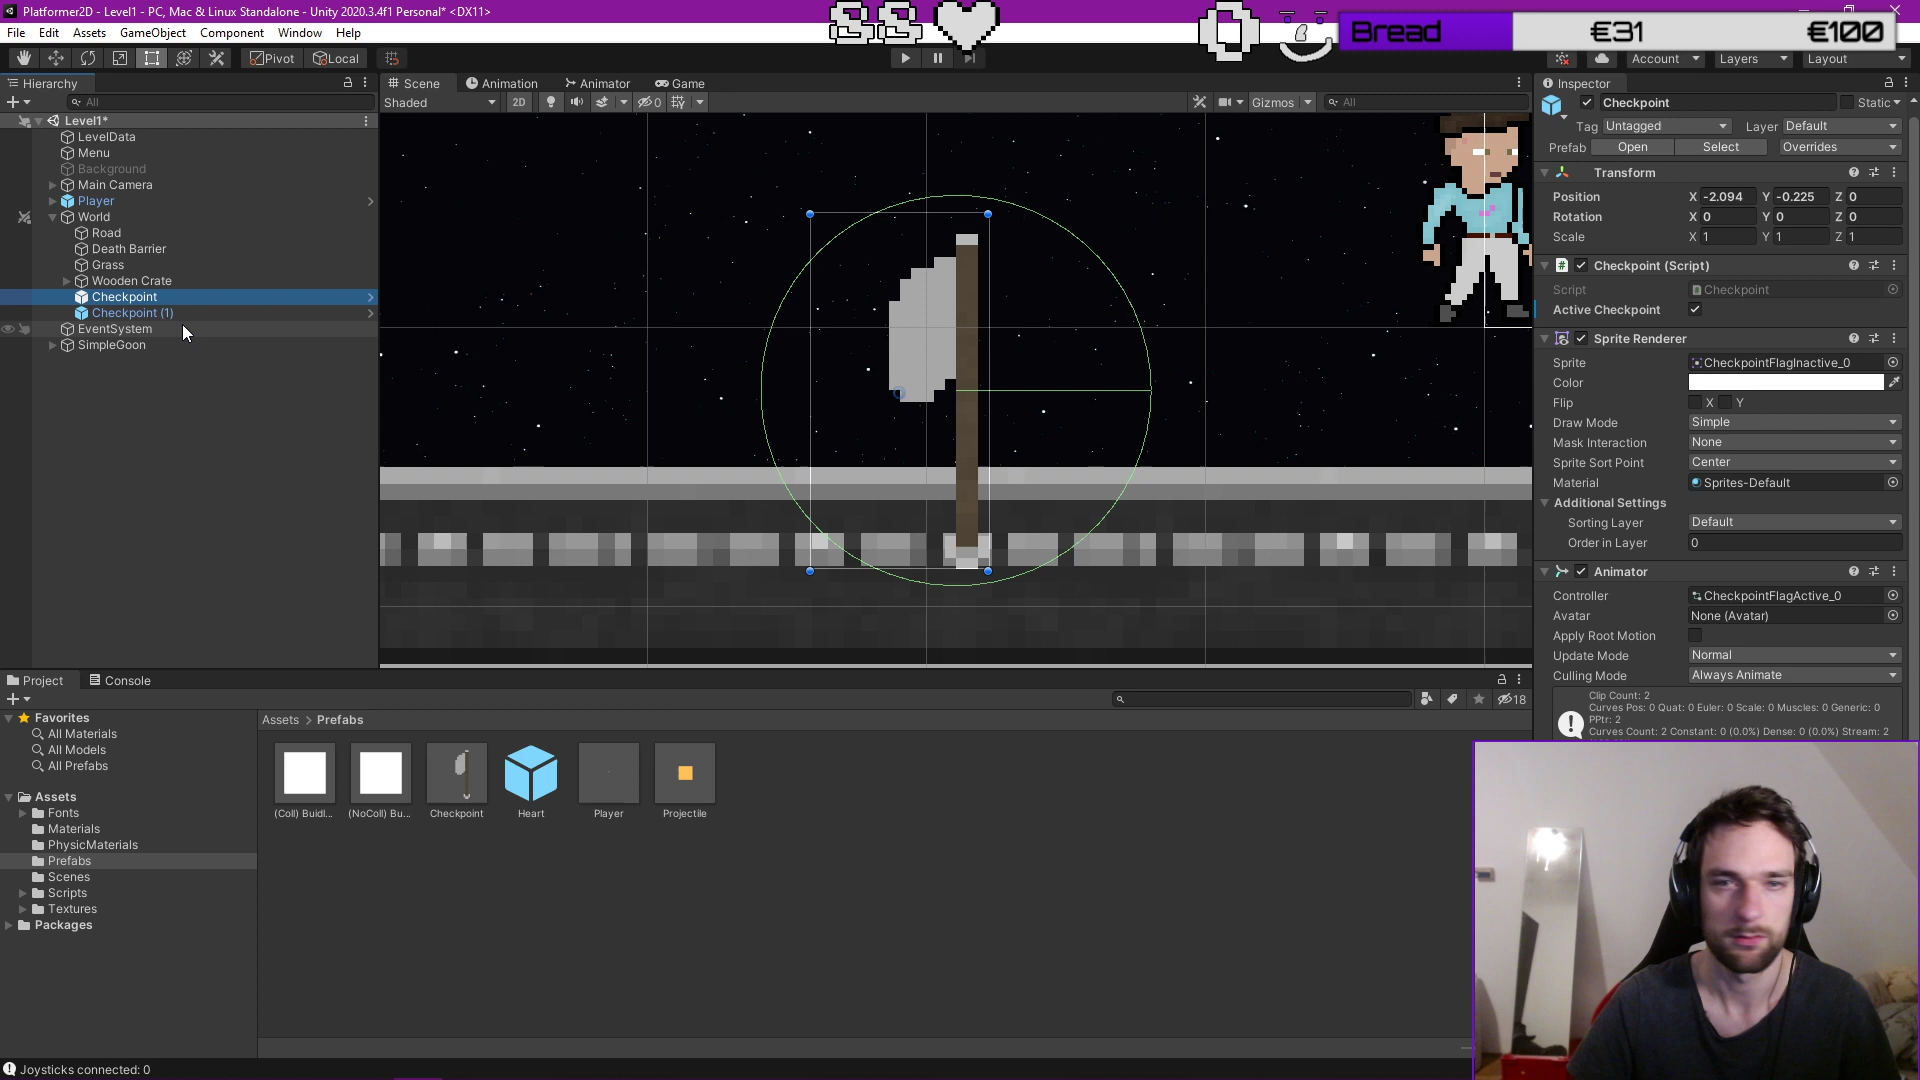 Platformer2D - Level1 - PC, Mac & Linux Standalone - Unity 2020.3.4f1 Personal* <DX11>
Bread €31 €100
File Edit Assets GameObject Component Window Help
Pivot Local Account Layers Layout
Hierarchy
All
Level1*
LevelData
Menu
Background
Main Camera
Player
World
Road
Death Barrier
Grass
Wooden Crate
Checkpoint
Checkpoint (1)
EventSystem
SimpleGoon
Scene Animation Animator Game
Shaded 2D 0 Gizmos All
Inspector
Checkpoint Static
Tag Untagged Layer Default
Prefab Open Select Overrides
Transform
Position X -2.094 Y -0.225 Z 0
Rotation X 0 Y 0 Z 0
Scale X 1 Y 1 Z 1
Checkpoint (Script)
Script Checkpoint
Active Checkpoint
Sprite Renderer
Sprite CheckpointFlagInactive_0
Color
Flip X Y
Draw Mode Simple
Mask Interaction None
Sprite Sort Point Center
Material Sprites-Default
Additional Settings
Sorting Layer Default
Order in Layer 0
Animator
Controller CheckpointFlagActive_0
Avatar None (Avatar)
Apply Root Motion
Update Mode Normal
Culling Mode Always Animate
Clip Count: 2
Curves Pos: 0 Quat: 0 Euler: 0 Scale: 0 Muscles: 0 Generic: 0
PPtr: 2
Curves Count: 2 Constant: 0 (0.0%) Dense: 0 (0.0%) Stream: 2
Project Console
18
Favorites
All Materials
All Models
All Prefabs
Assets
Fonts
Materials
PhysicMaterials
Prefabs
Scenes
Scripts
Textures
Packages
Assets > Prefabs
(Coll) Buidl... (NoColl) Bu... Checkpoint Heart Player Projectile
Joysticks connected: 0